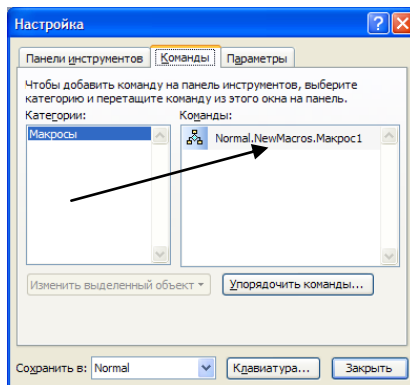 Настройка
Панели инструментов Команды Параметры
Чтобы добавить команду на панель инструментов, выберите
категорию и перетащите команду из этого окна на панель.
Категории: Команды:
Макросы Normal.NewMacros.Макрос1
Изменить выделенный объект Упорядочить команды...
Сохранить в: Normal Клавиатура... Закрыть